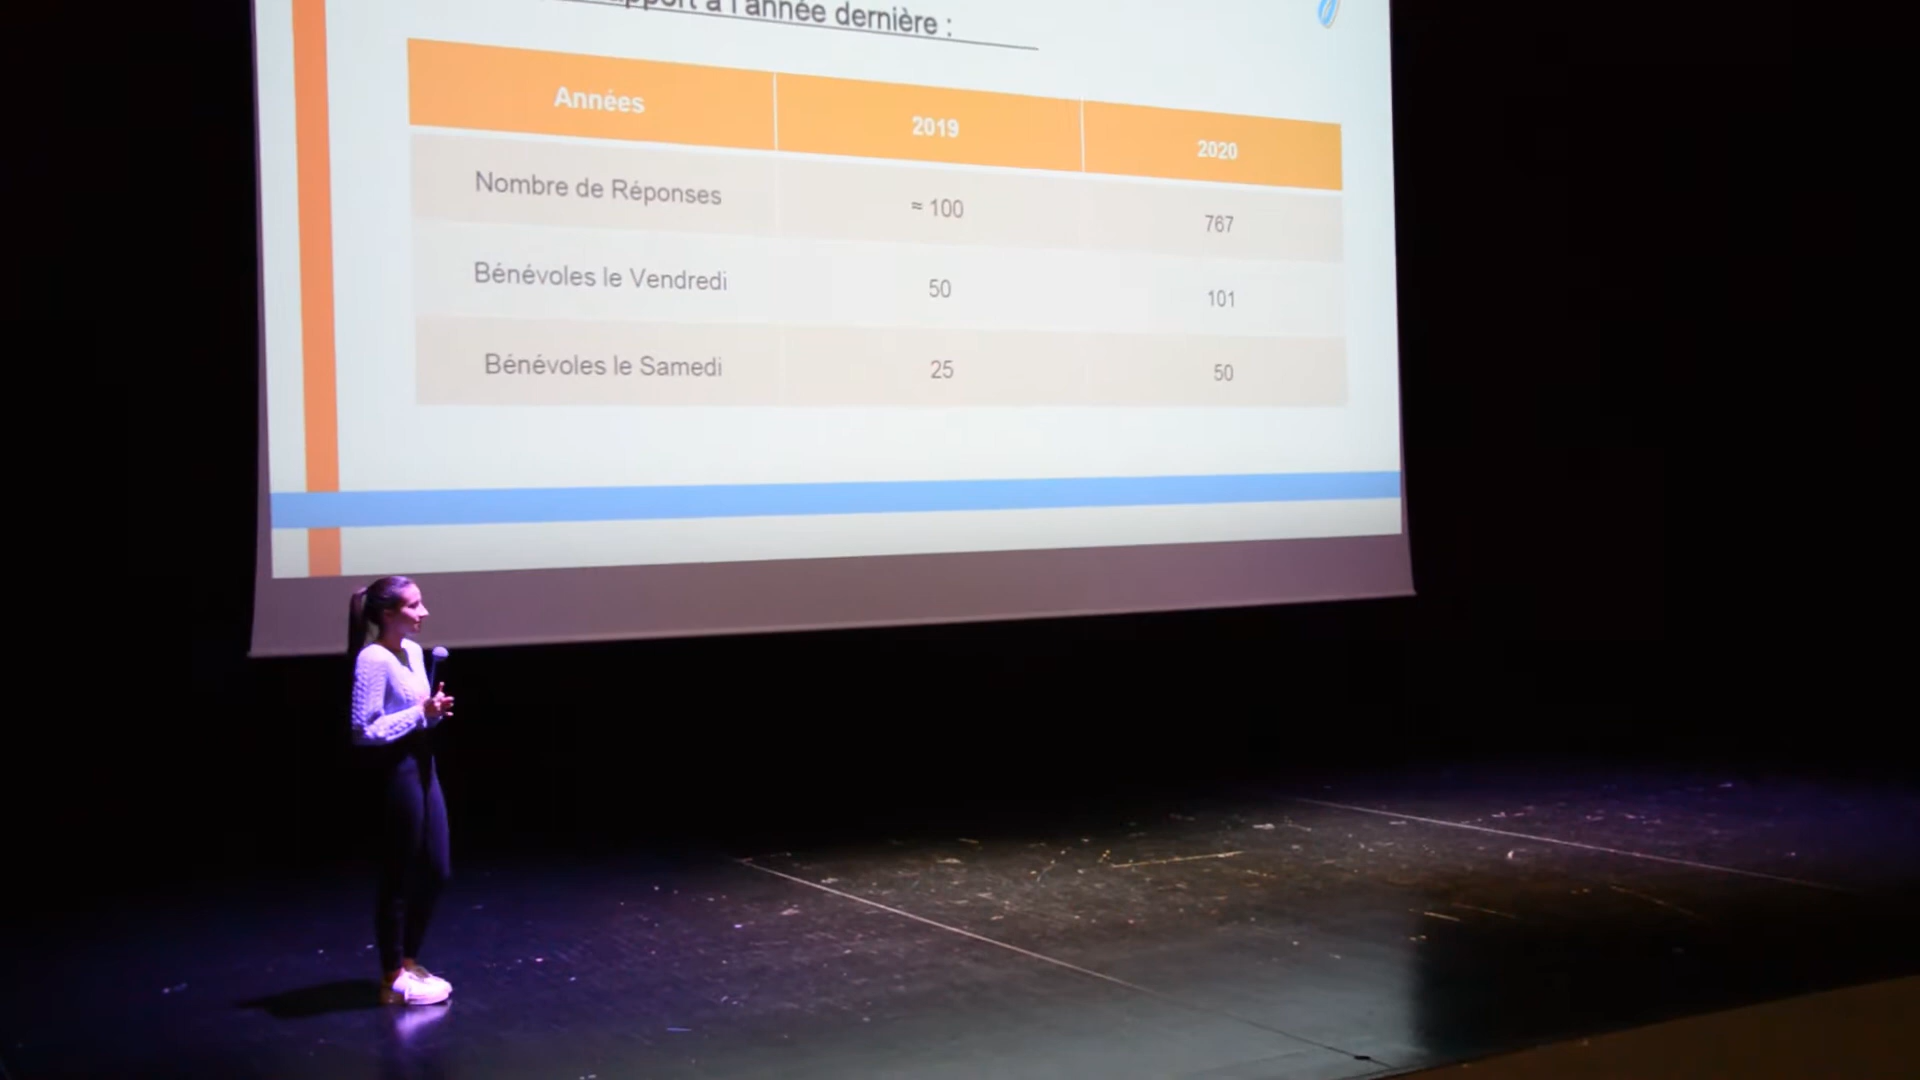 à l'année dernière :
Années 2019 2020
Nombre de Réponses ≈ 100 767
Bénévoles le Vendredi 50 101
Bénévoles le Samedi 25 50